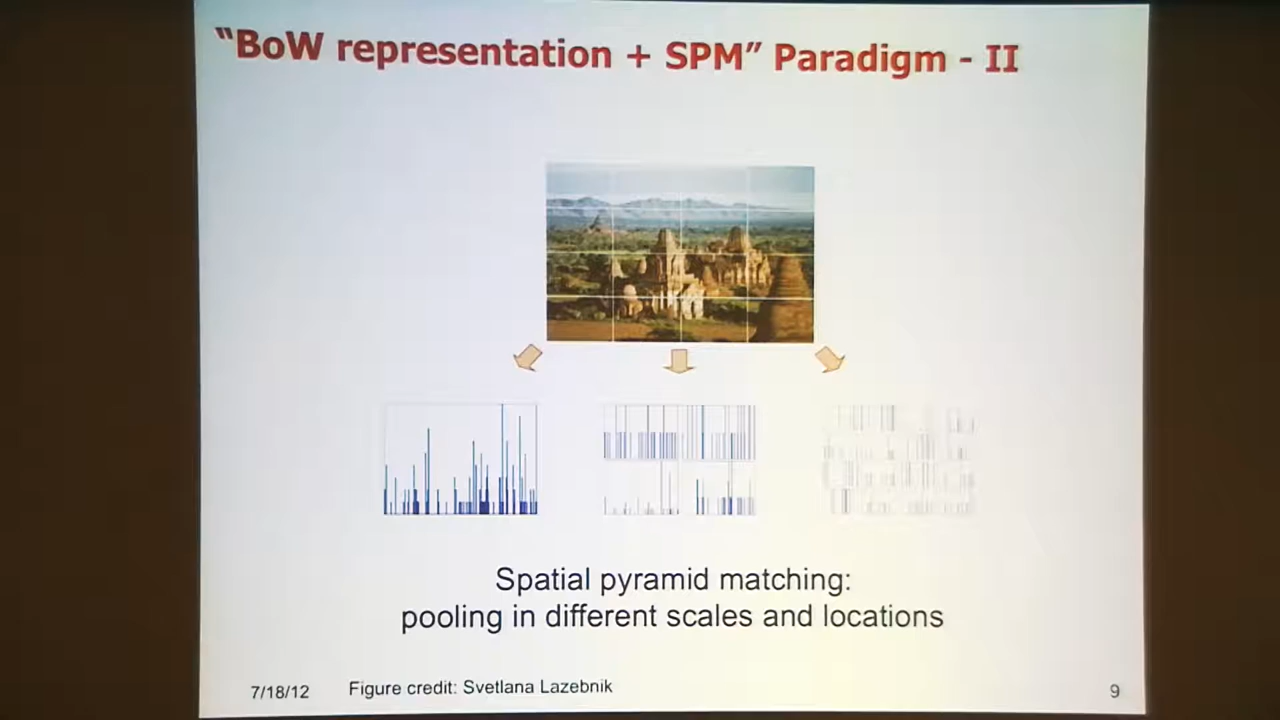 “BoW representation + SPM” Paradigm - II
Spatial pyramid matching:
pooling in different scales and locations
7/18/12
Figure credit: Svetlana Lazebnik
9